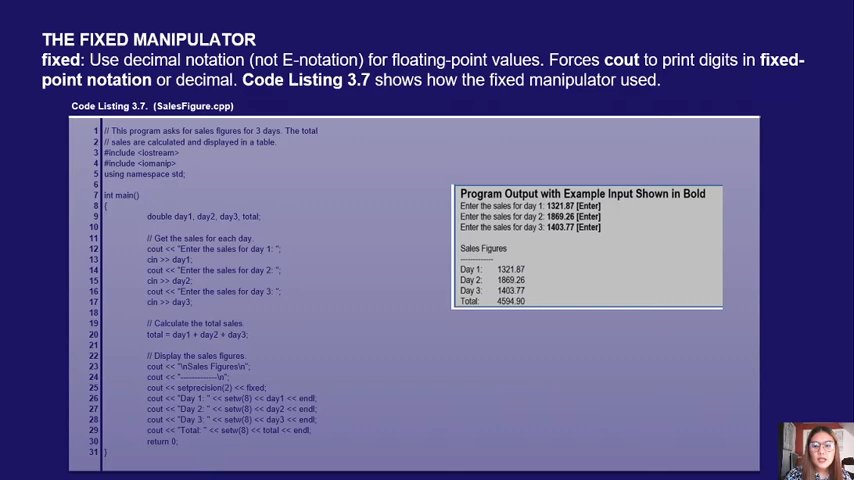 THE FIXED MANIPULATOR
fixed: Use decimal notation (not E-notation) for floating-point values. Forces cout to print digits in fixed-
point notation or decimal. Code Listing 3.7 shows how the fixed manipulator used.
Code Listing 3.7. (SalesFigure.cpp)
1 // This program asks for sales figures for 3 days. The total
2 // sales are calculated and displayed in a table.
3 #include <iostream>
4 #include <iomanip>
5 using namespace std;
6
7 int main()
8 {
9 double day1, day2, day3, total;
10
11 // Get the sales for each day.
12 cout << "Enter the sales for day 1: ";
13 cin >> day1;
14 cout << "Enter the sales for day 2: ";
15 cin >> day2;
16 cout << "Enter the sales for day 3: ";
17 cin >> day3;
18
19 // Calculate the total sales.
20 total = day1 + day2 + day3;
21
22 // Display the sales figures.
23 cout << "\nSales Figures\n";
24 cout << "-------------\n";
25 cout << setprecision(2) << fixed;
26 cout << "Day 1: " << setw(8) << day1 << endl;
27 cout << "Day 2: " << setw(8) << day2 << endl;
28 cout << "Day 3: " << setw(8) << day3 << endl;
29 cout << "Total: " << setw(8) << total << endl;
30 return 0;
31 }
Program Output with Example Input Shown in Bold
Enter the sales for day 1: 1321.87 [Enter]
Enter the sales for day 2: 1869.26 [Enter]
Enter the sales for day 3: 1403.77 [Enter]
Sales Figures
-------------
Day 1: 1321.87
Day 2: 1869.26
Day 3: 1403.77
Total: 4594.90